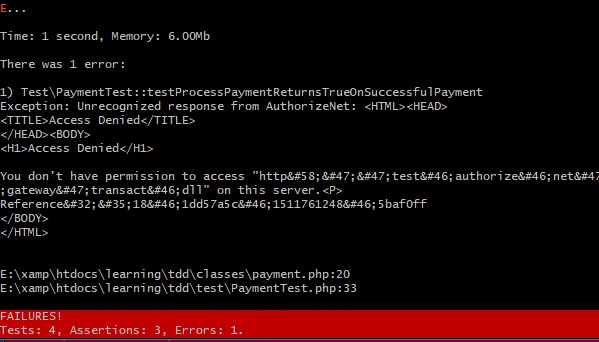 E...
Time: 1 second, Memory: 6.00Mb
There was 1 error:
1) Test\PaymentTest::testProcessPaymentReturnsTrueOnSuccessfulPayment
Exception: Unrecognized response from AuthorizeNet: <HTML><HEAD>
<TITLE>Access Denied</TITLE>
</HEAD><BODY>
<H1>Access Denied</H1>
You don't have permission to access "http&#58;&#47;&#47;test&#46;authorize&#46;net&#47
;gateway&#47;transact&#46;dll" on this server.<P>
Reference&#32;&#35;18&#46;1dd57a5c&#46;1511761248&#46;5baf0ff
</BODY>
</HTML>
E:\xamp\htdocs\learning\tdd\classes\payment.php:20
E:\xamp\htdocs\learning\tdd\test\PaymentTest.php:33
FAILURES!
Tests: 4, Assertions: 3, Errors: 1.